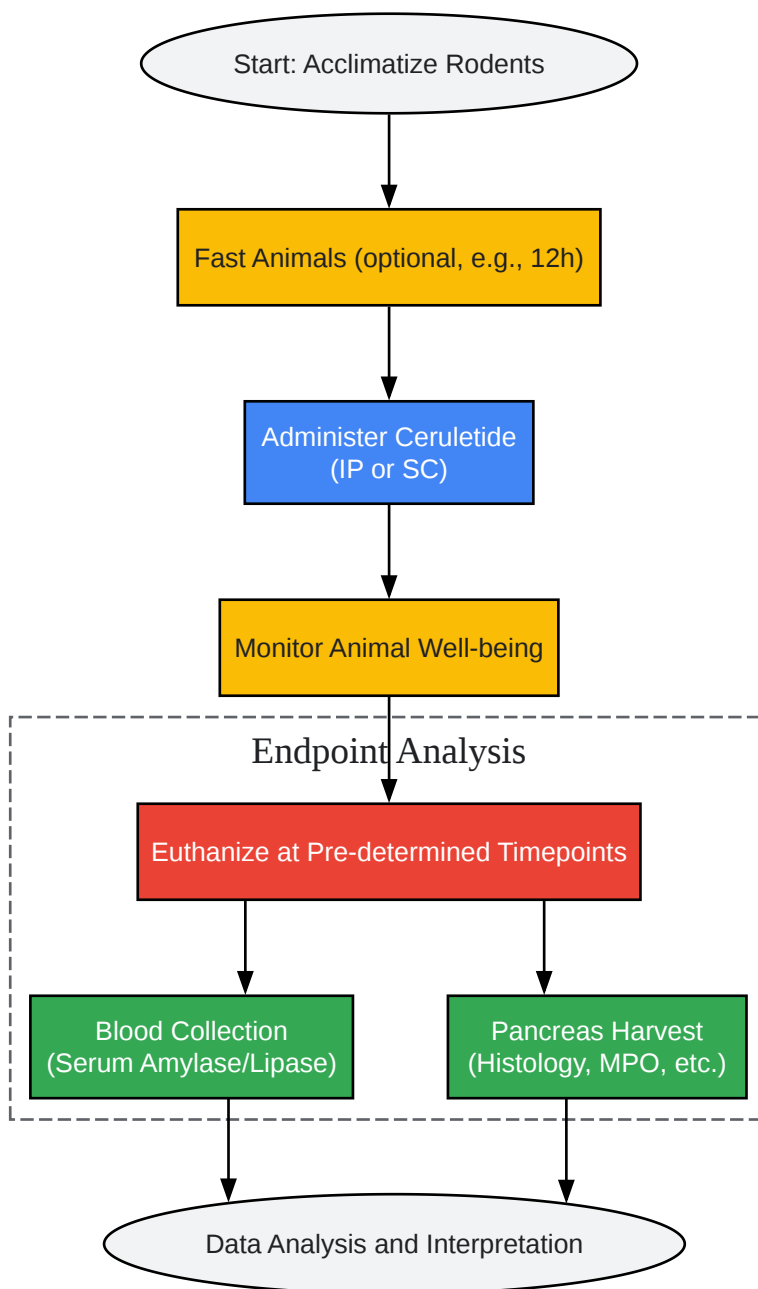 Start: Acclimatize Rodents
Fast Animals (optional, e.g., 12h)
Administer Ceruletide
(IP or SC)
Monitor Animal Well-being
Endpoint Analysis
Euthanize at Pre-determined Timepoints
Blood Collection
(Serum Amylase/Lipase)
Pancreas Harvest
(Histology, MPO, etc.)
Data Analysis and Interpretation